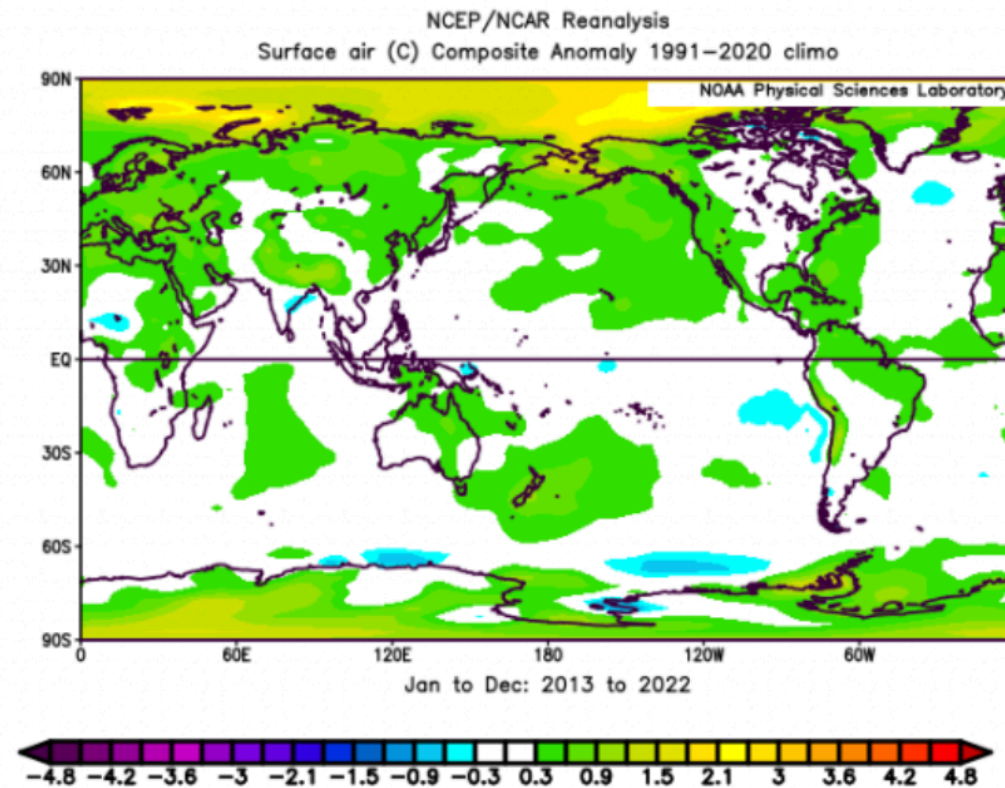 NCEP/NCAR Reanalysis
Surface air (C) Composite Anomaly 1991–2020 climo
90N
NOAA Physical Sciences Laboratory
60N
30N
EQ
30S
60S
90S
0 60E 120E 180 120W 60W
Jan to Dec: 2013 to 2022
−4.8 −4.2 −3.6 −3 −2.1 −1.5 −0.9 −0.3 0.3 0.9 1.5 2.1 3 3.6 4.2 4.8